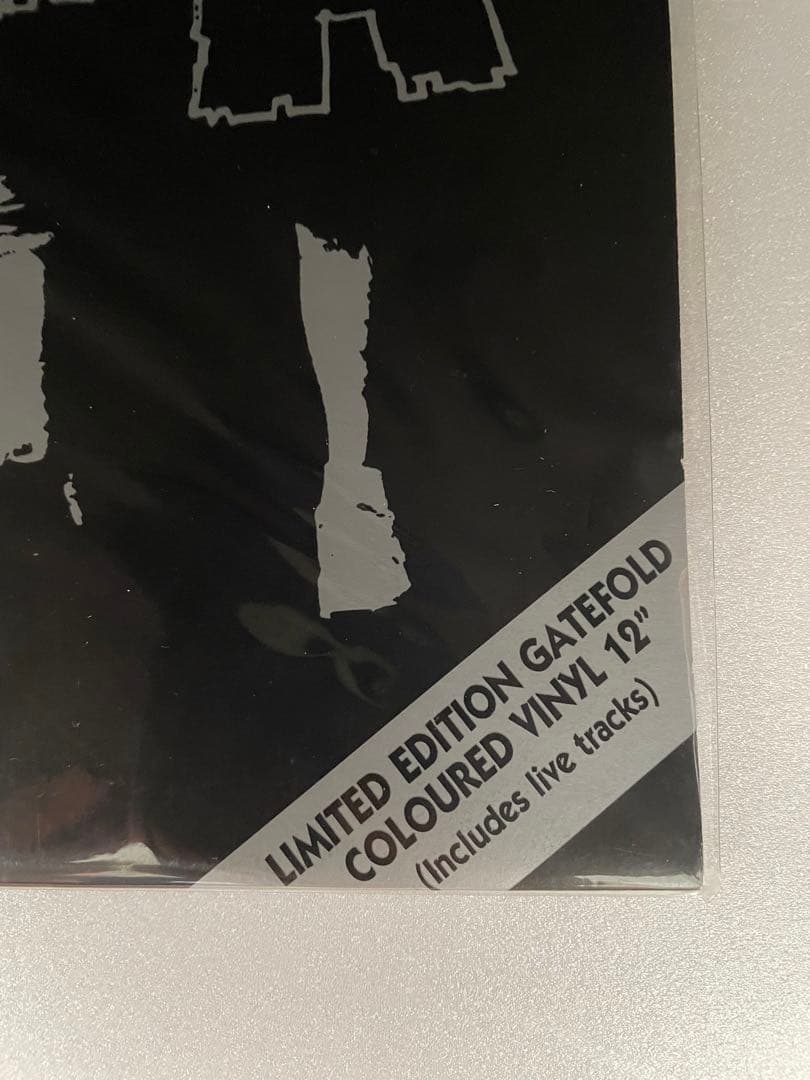 LIMITED EDITION GATEFOLD
COLOURED VINYL 12”
(Includes live tracks)